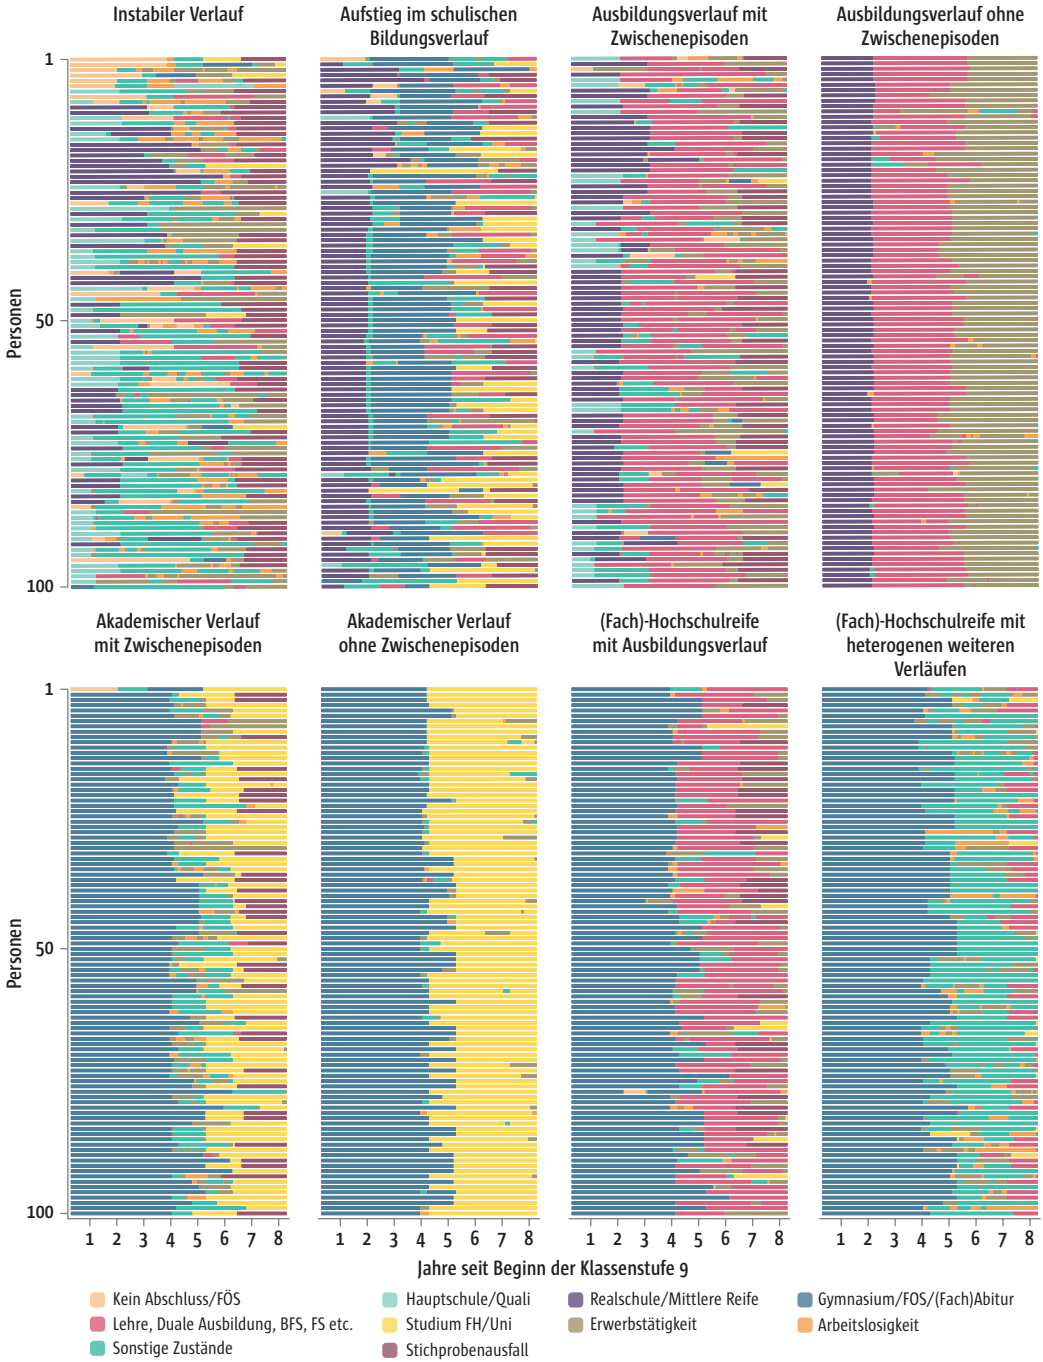 Instabiler Verlauf
Aufstieg im schulischen
Bildungsverlauf
Ausbildungsverlauf mit
Zwischenepisoden
Ausbildungsverlauf ohne
Zwischenepisoden
1
50
100
Personen
Akademischer Verlauf
mit Zwischenepisoden
Akademischer Verlauf
ohne Zwischenepisoden
(Fach)-Hochschulreife
mit Ausbildungsverlauf
(Fach)-Hochschulreife mit
heterogenen weiteren
Verläufen
1
50
100
Personen
1 2 3 4 5 6 7 8
1 2 3 4 5 6 7 8
1 2 3 4 5 6 7 8
1 2 3 4 5 6 7 8
Jahre seit Beginn der Klassenstufe 9
Kein Abschluss/FÖS
Hauptschule/Quali
Realschule/Mittlere Reife
Gymnasium/FOS/(Fach)Abitur
Lehre, Duale Ausbildung, BFS, FS etc.
Studium FH/Uni
Erwerbstätigkeit
Arbeitslosigkeit
Sonstige Zustände
Stichprobenausfall